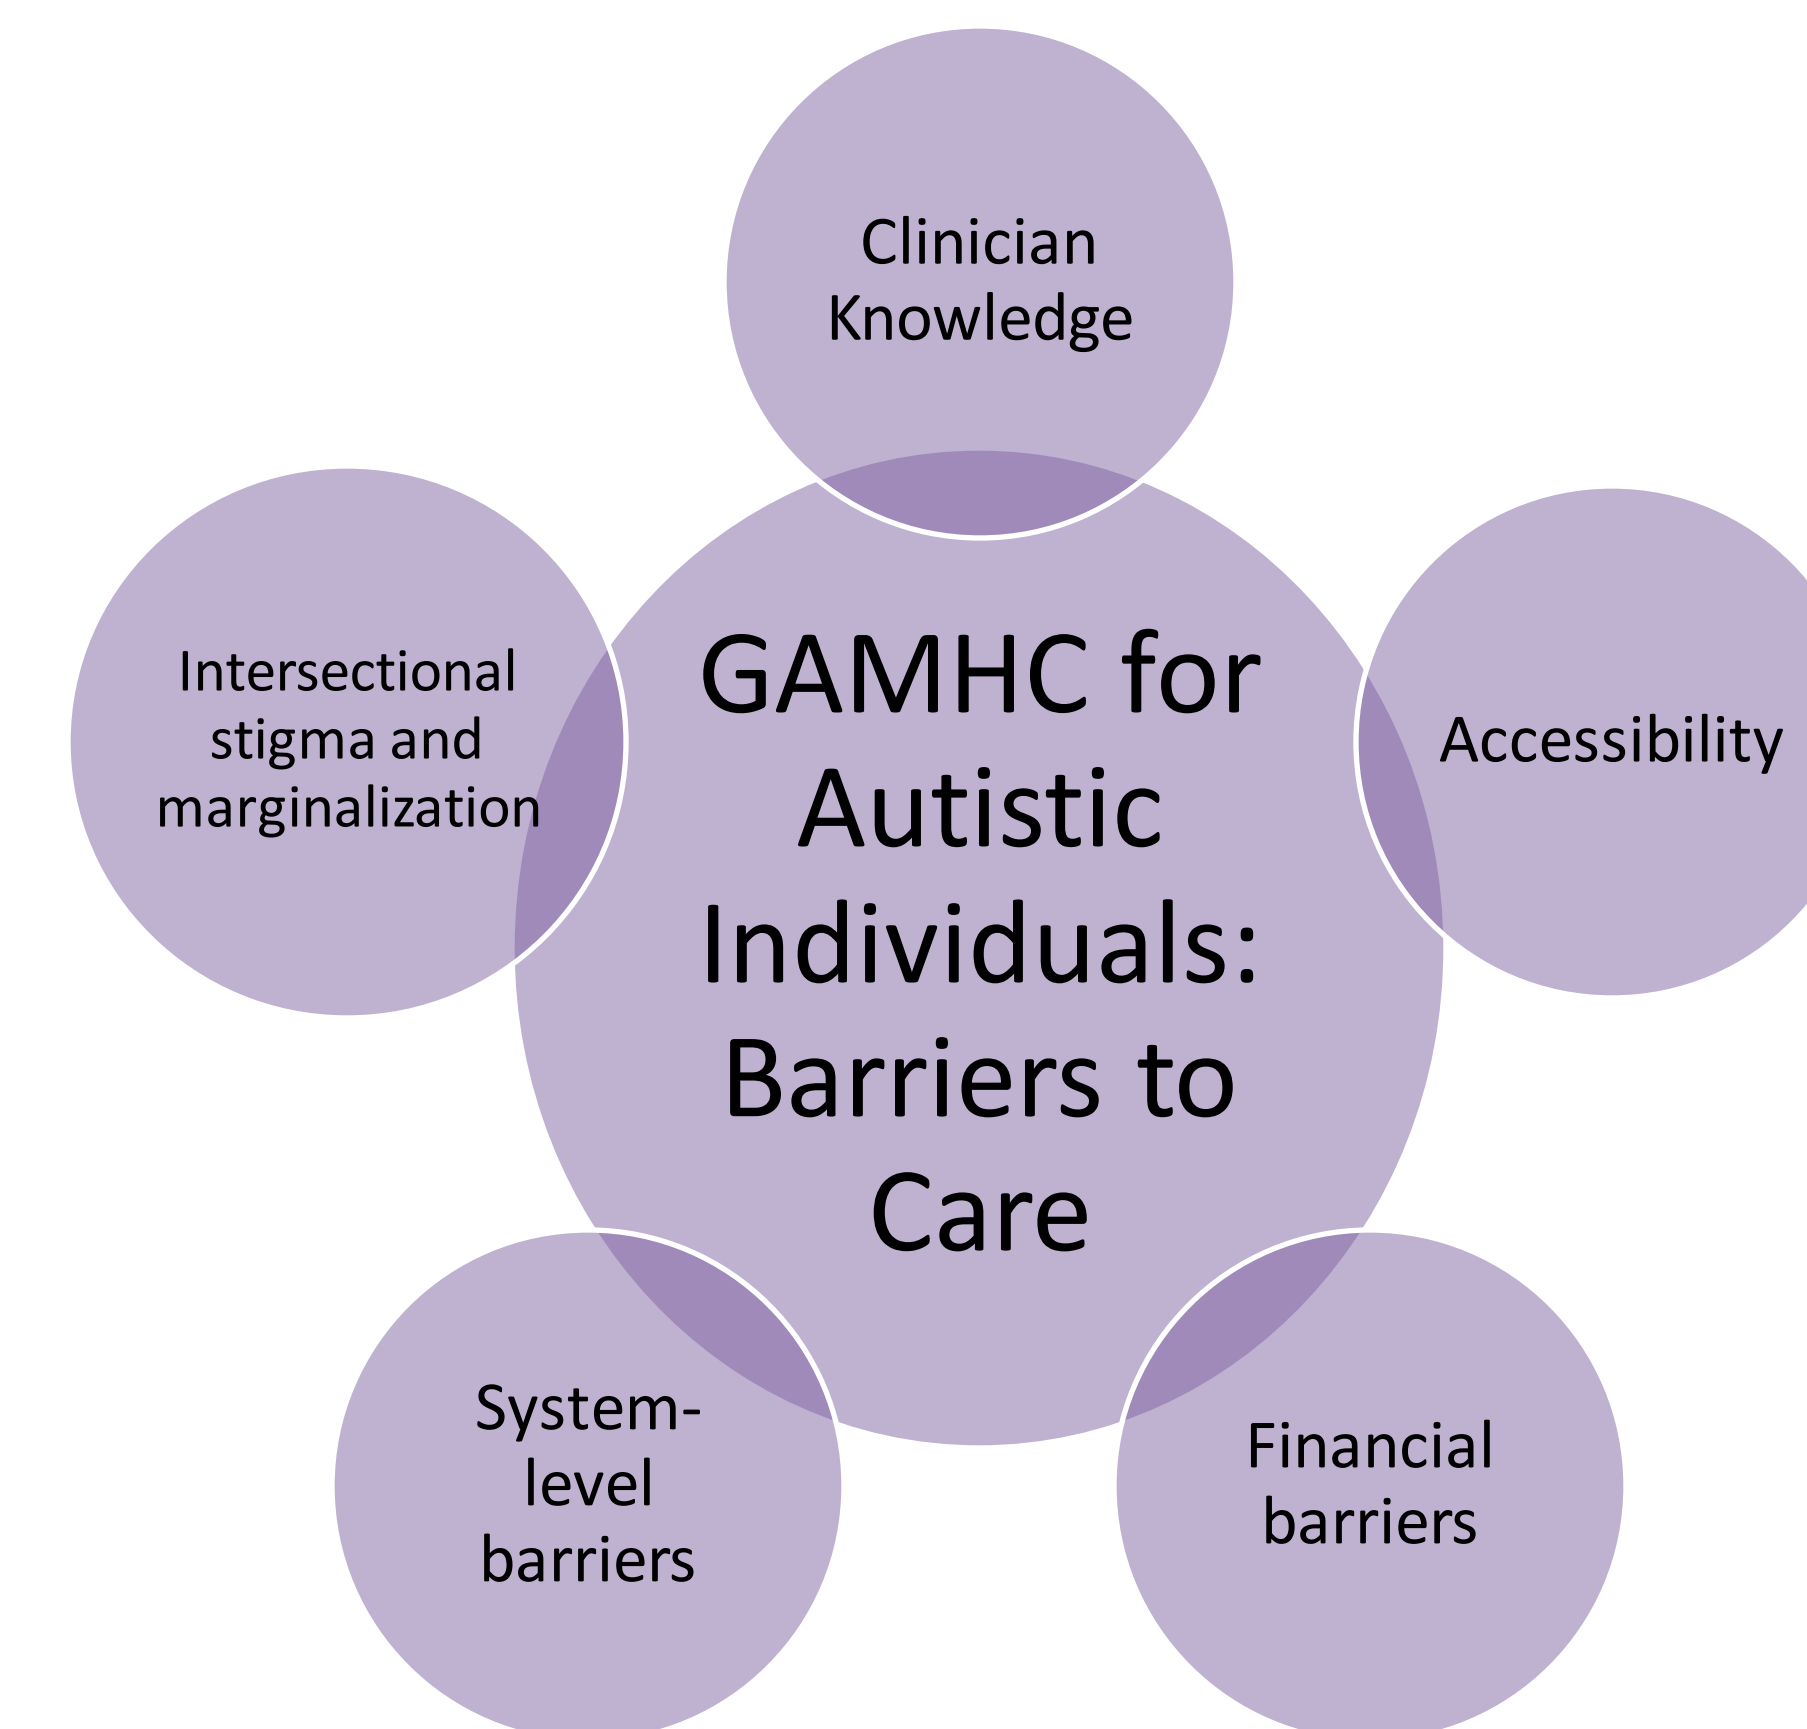 Clinician
Knowledge
Intersectional
stigma and
marginalization
GAMHC for
Autistic
Individuals:
Barriers to
Care
Accessibility
System-
level
barriers
Financial
barriers